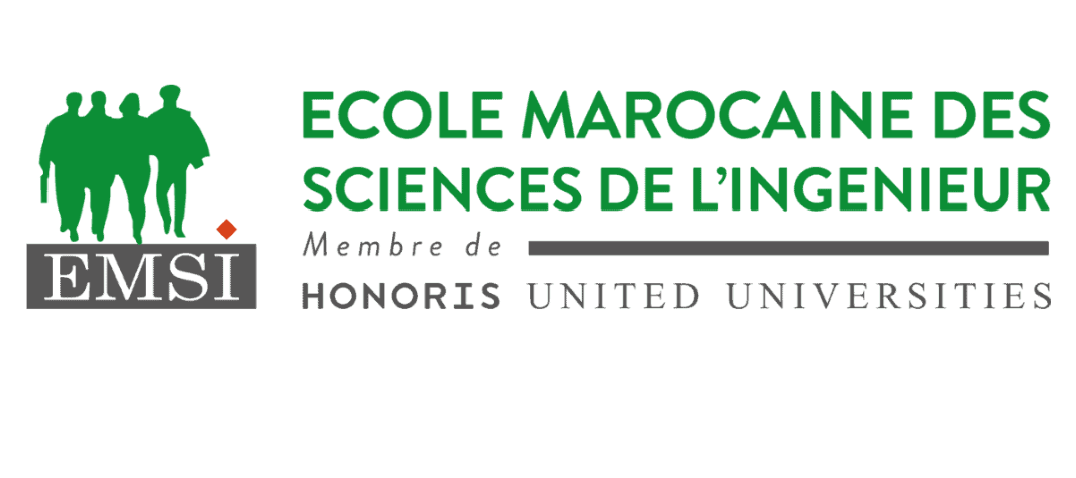 EMSI
ECOLE MAROCAINE DES
SCIENCES DE L'INGENIEUR
Membre de
HONORIS UNITED UNIVERSITIES